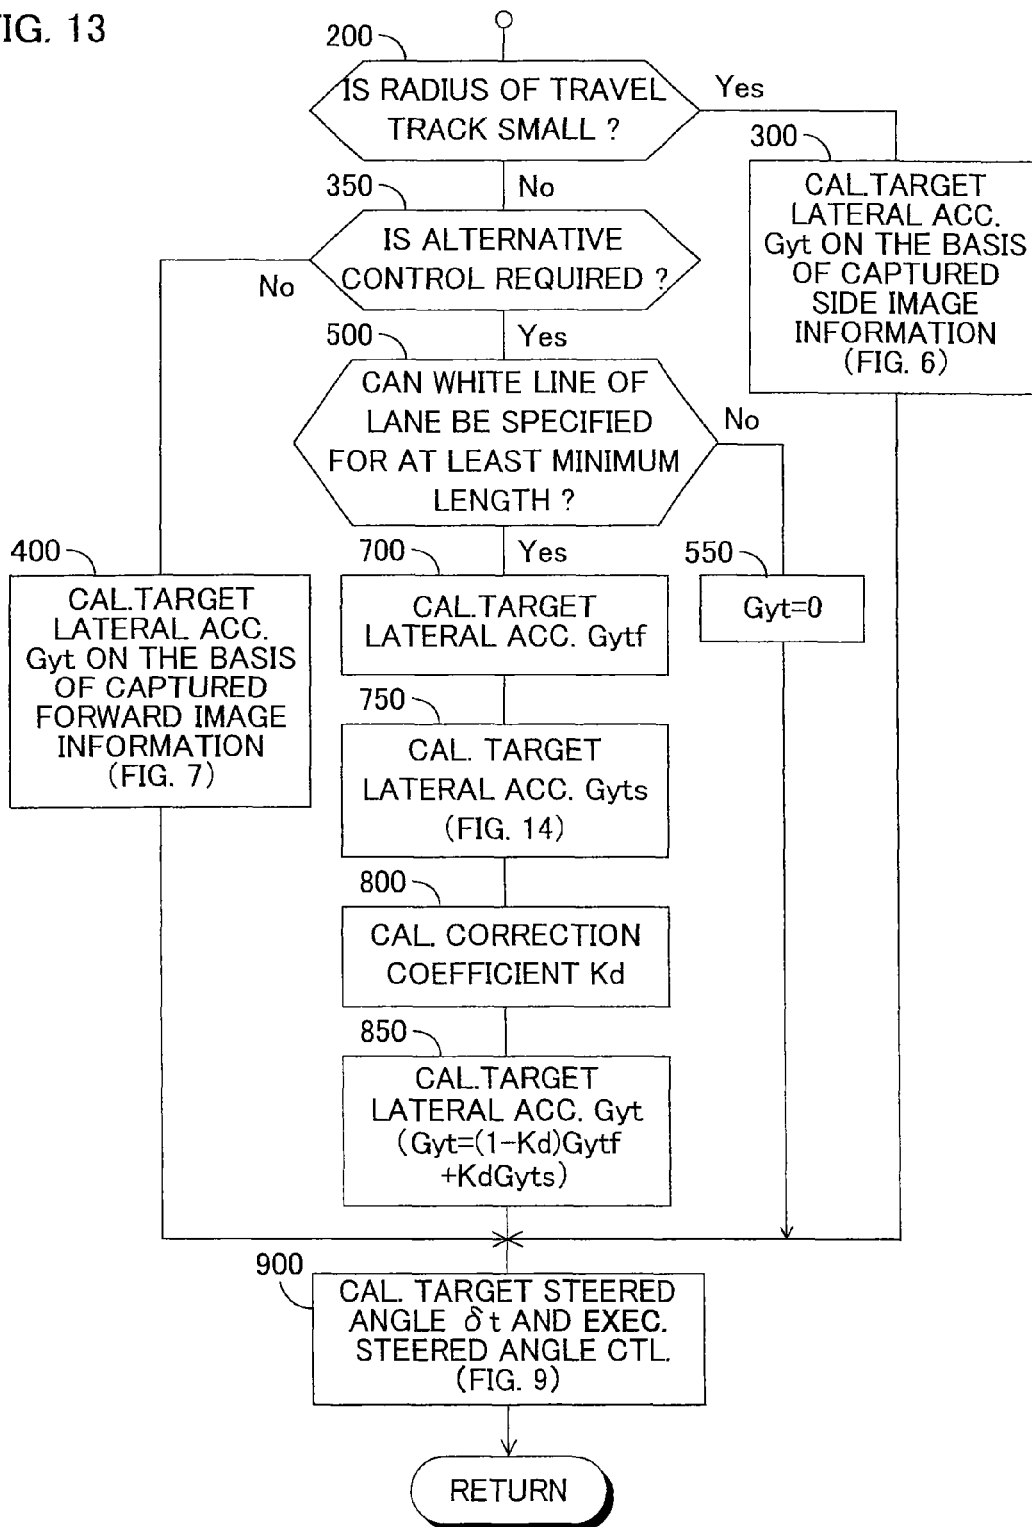 IG. 13
200
IS RADIUS OF TRAVEL
TRACK SMALL ?
Yes
No
300
CAL.TARGET
LATERAL ACC.
Gyt ON THE BASIS
OF CAPTURED
SIDE IMAGE
INFORMATION
(FIG. 6)
350
IS ALTERNATIVE
CONTROL REQUIRED ?
No
Yes
500
CAN WHITE LINE OF
LANE BE SPECIFIED
FOR AT LEAST MINIMUM
LENGTH ?
No
Yes
400
CAL.TARGET
LATERAL ACC.
Gyt ON THE BASIS
OF CAPTURED
FORWARD IMAGE
INFORMATION
(FIG. 7)
700
CAL.TARGET
LATERAL ACC. Gytf
550
Gyt=0
750
CAL. TARGET
LATERAL ACC. Gyts
(FIG. 14)
800
CAL. CORRECTION
COEFFICIENT Kd
850
CAL.TARGET
LATERAL ACC. Gyt
(Gyt=(1-Kd)Gytf
+KdGyts)
900
CAL. TARGET STEERED
ANGLE δt AND EXEC.
STEERED ANGLE CTL.
(FIG. 9)
RETURN